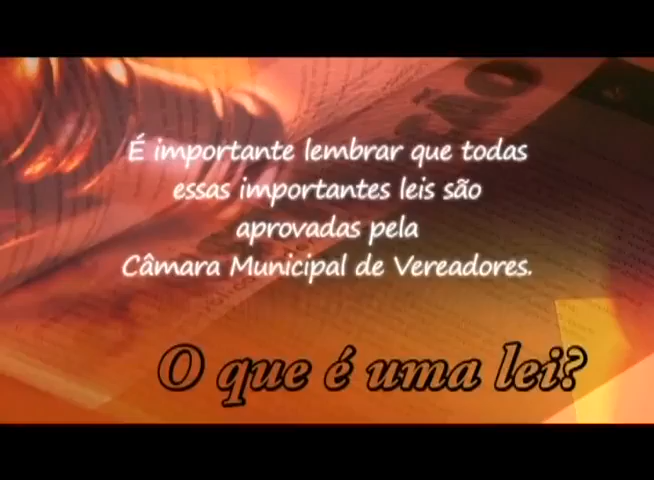 É importante lembrar que todas
essas importantes leis são
aprovadas pela
Câmara Municipal de Vereadores.
O que é uma lei?